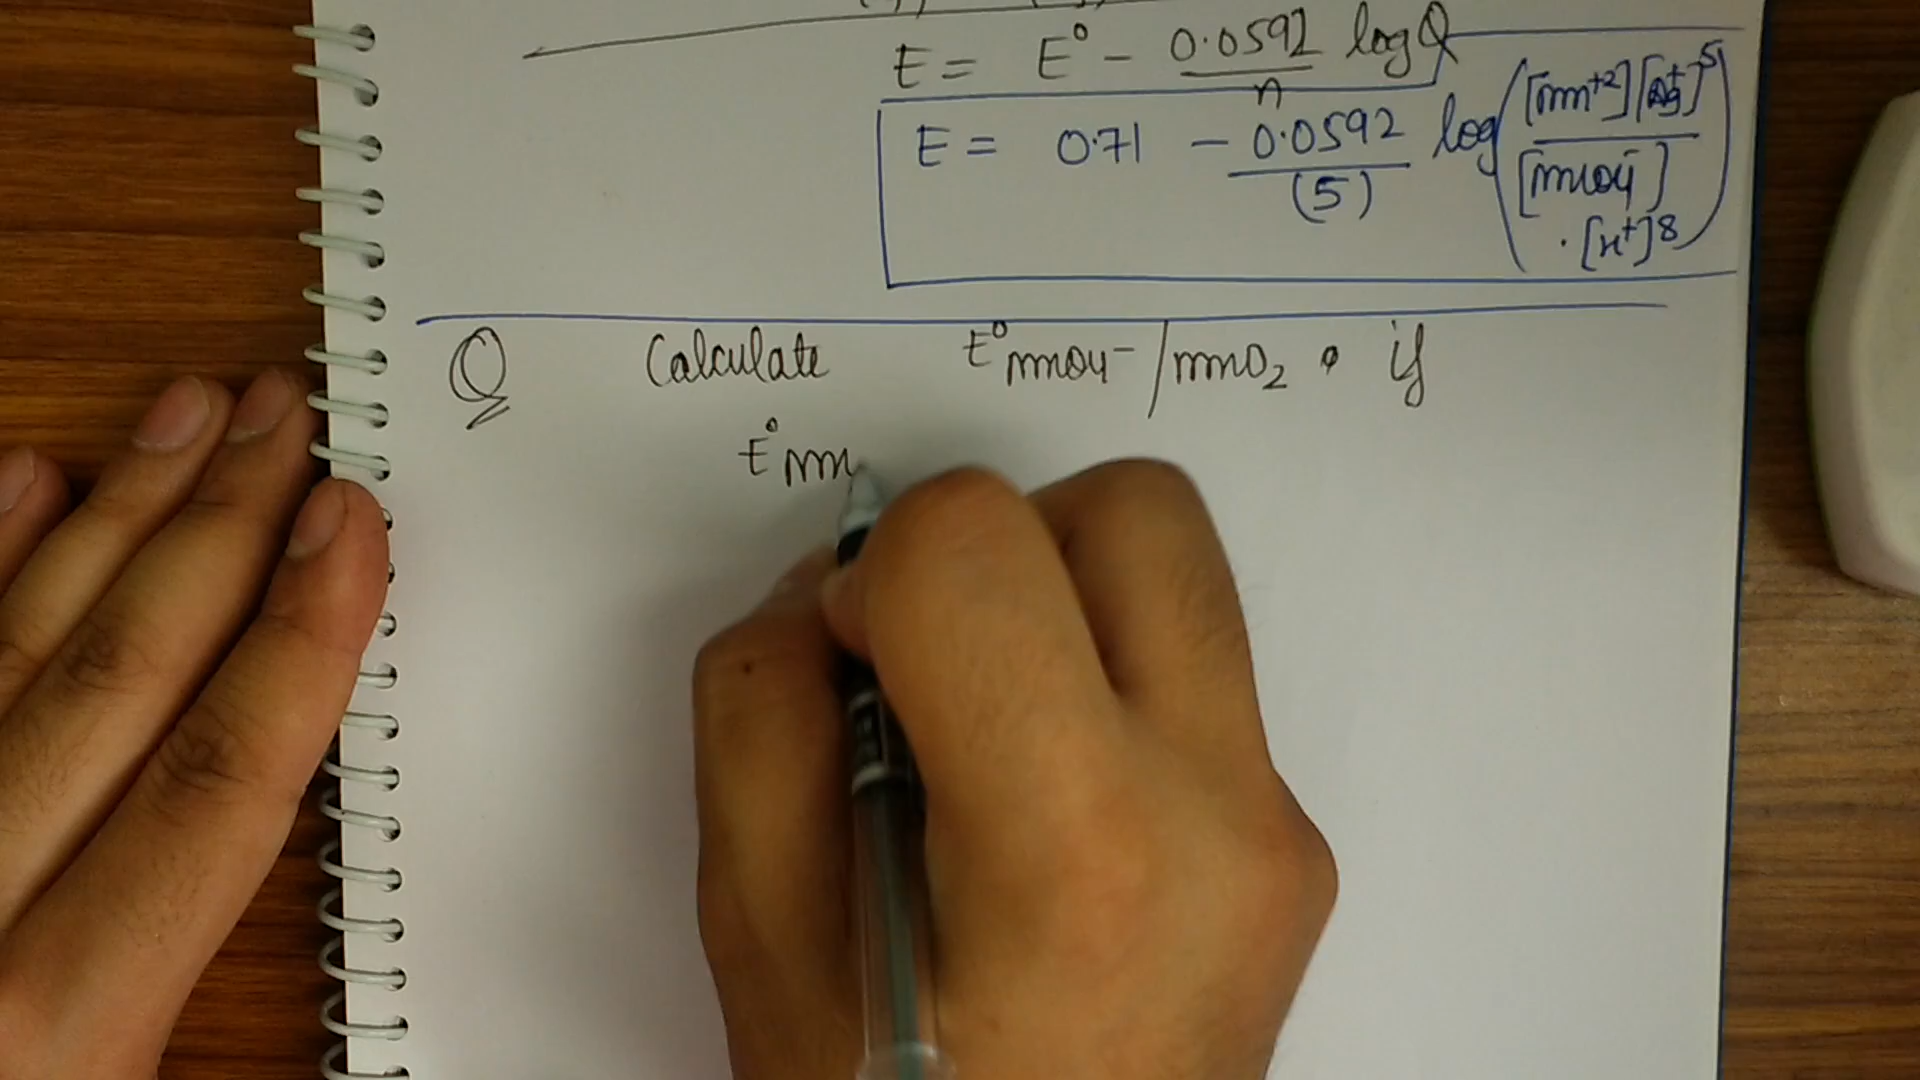 E = E° - 0.0592/n log Q
E = 0.71 - 0.0592/(5) log ([Mn+2][Ag+]5/[MnO4-] · [H+]8)
Q Calculate E° MnO4- / MnO2 . if
E° Mn